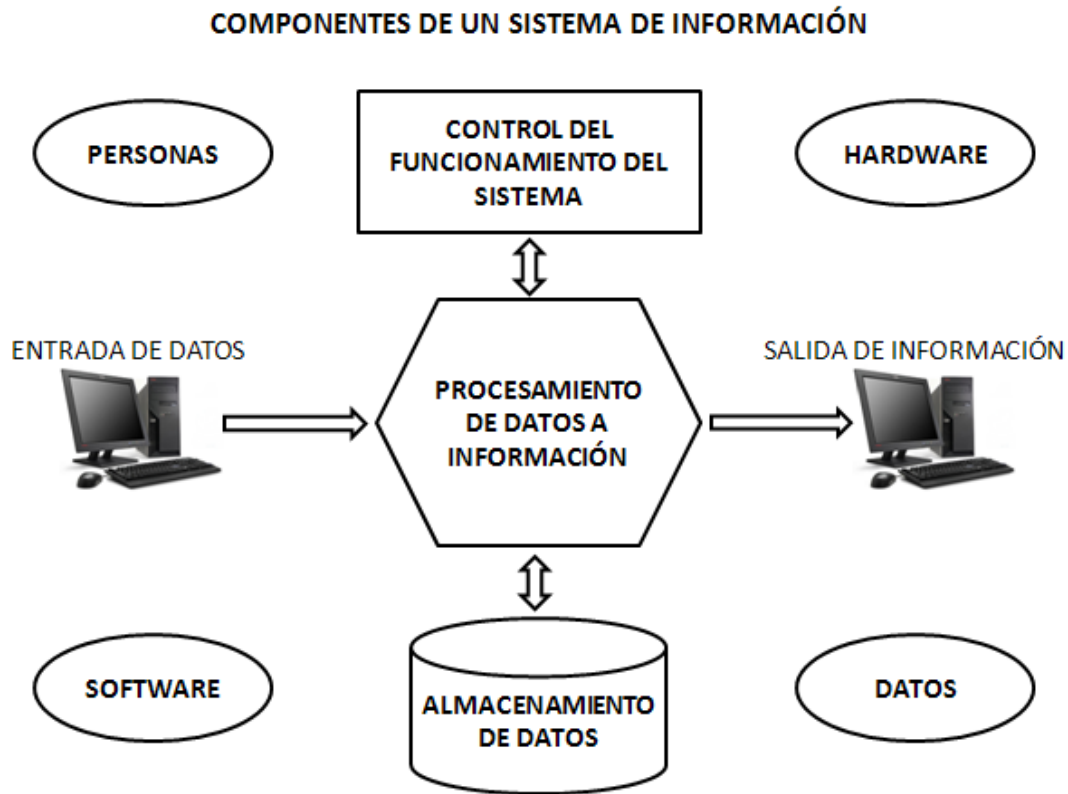 COMPONENTES DE UN SISTEMA DE INFORMACIÓN
PERSONAS
CONTROL DEL
FUNCIONAMIENTO DEL
SISTEMA
HARDWARE
ENTRADA DE DATOS
PROCESAMIENTO
DE DATOS A
INFORMACIÓN
SALIDA DE INFORMACIÓN
SOFTWARE
ALMACENAMIENTO
DE DATOS
DATOS